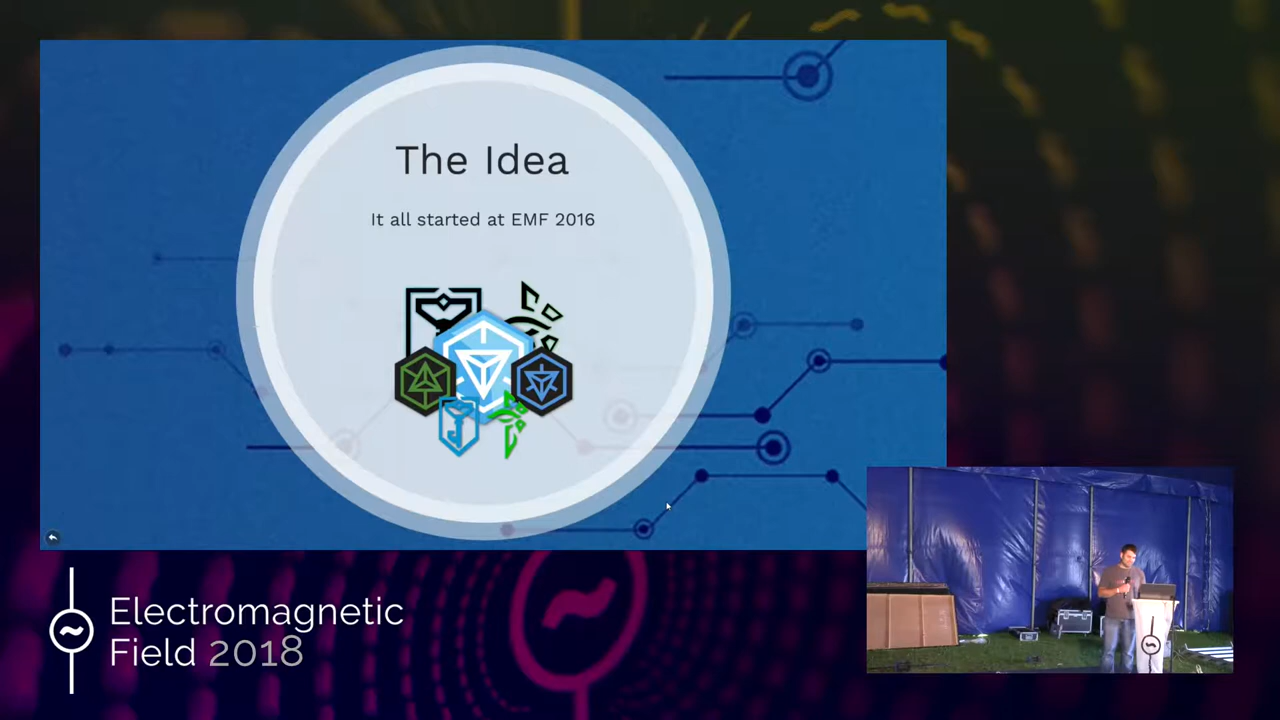 The Idea
It all started at EMF 2016
Electromagnetic
Field 2018